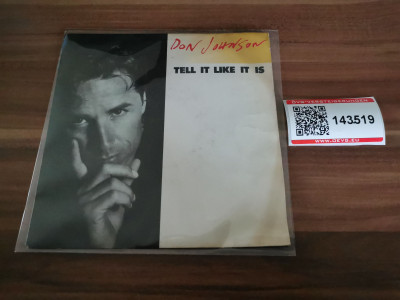 DON JOHNSON
TELL IT LIKE IT IS
143519